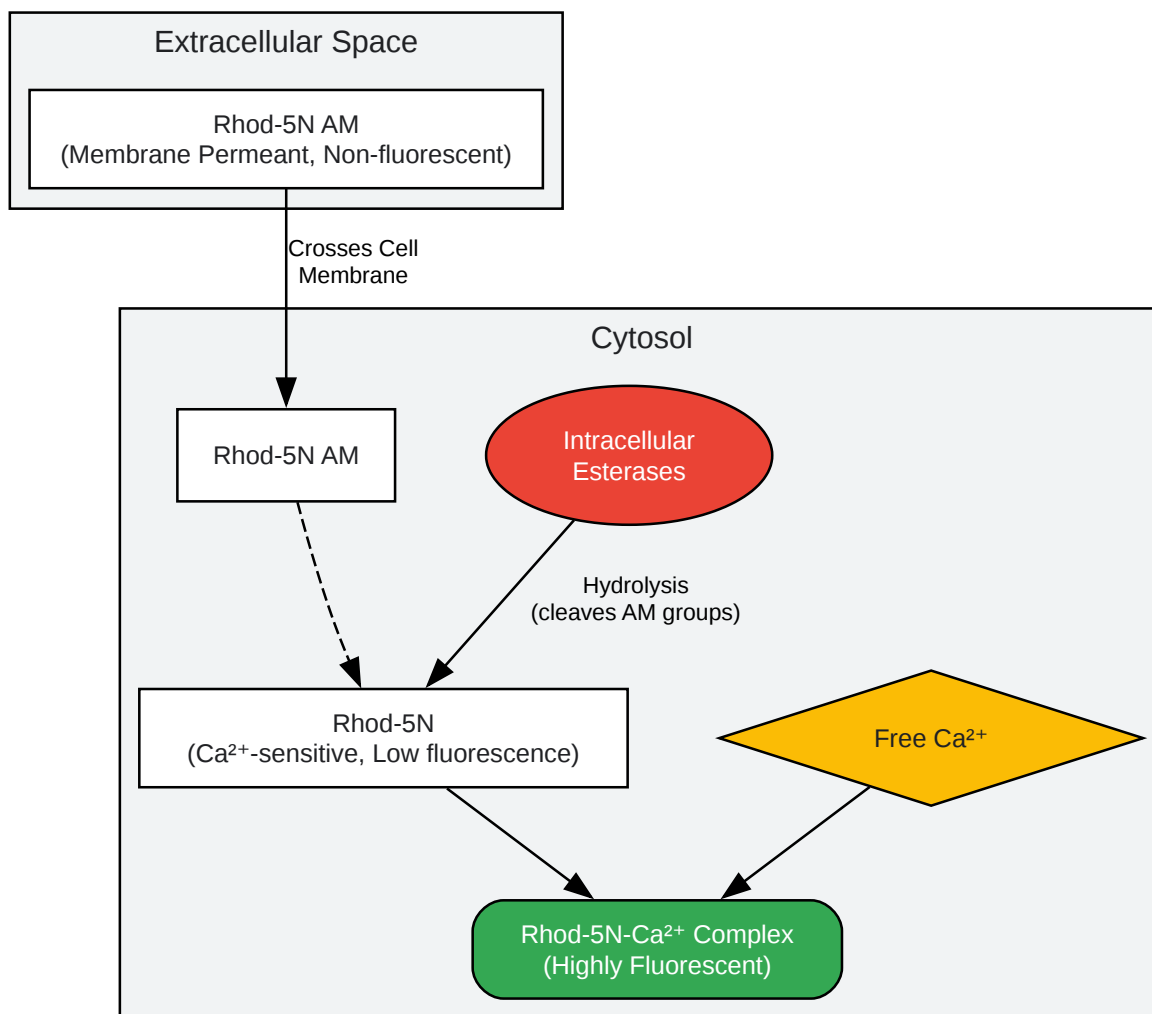 Extracellular Space
Rhod-5N AM
(Membrane Permeant, Non-fluorescent)
Crosses Cell
Membrane
Cytosol
Rhod-5N AM
Intracellular
Esterases
Hydrolysis
(cleaves AM groups)
Rhod-5N
(Ca²⁺-sensitive, Low fluorescence)
Free Ca²⁺
Rhod-5N-Ca²⁺ Complex
(Highly Fluorescent)